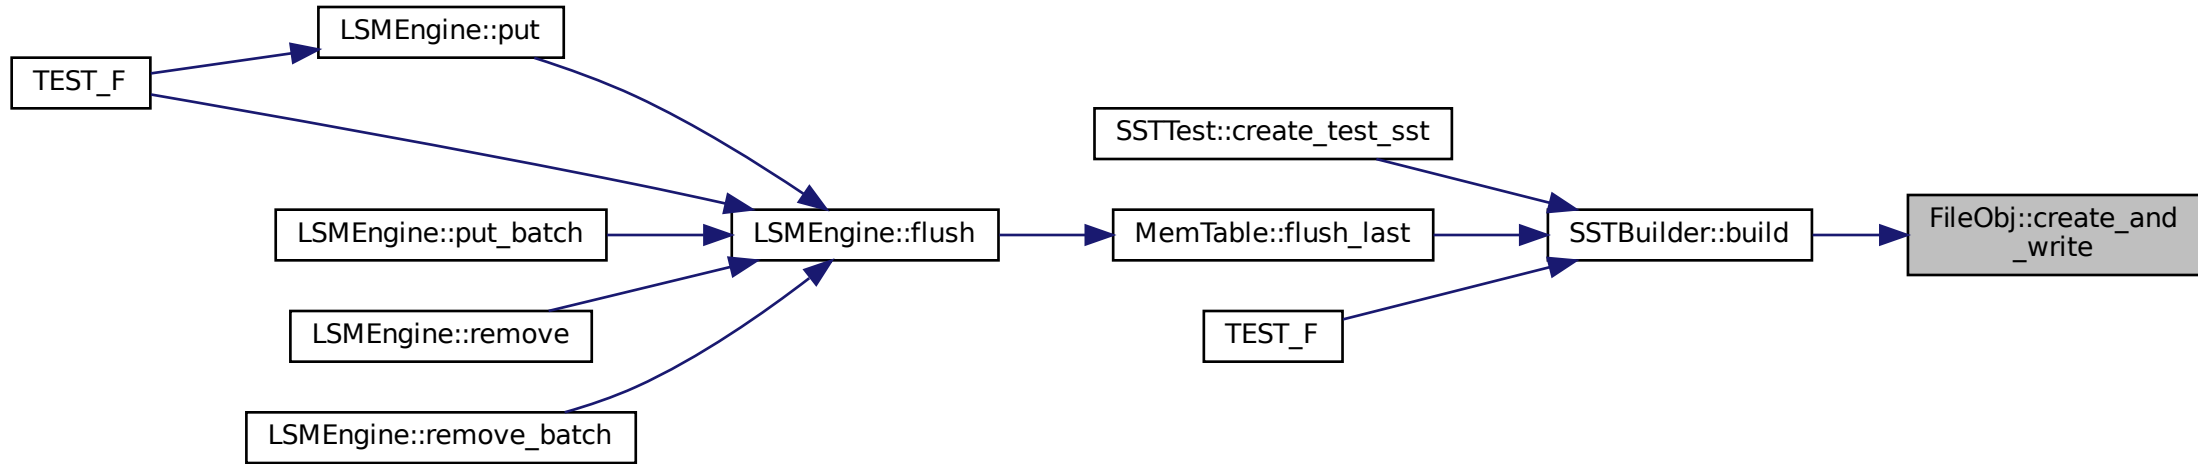 LSMEngine::put
TEST_F
SSTTest::create_test_sst
LSMEngine::put_batch
LSMEngine::flush
MemTable::flush_last
SSTBuilder::build
FileObj::create_and
_write
LSMEngine::remove
TEST_F
LSMEngine::remove_batch